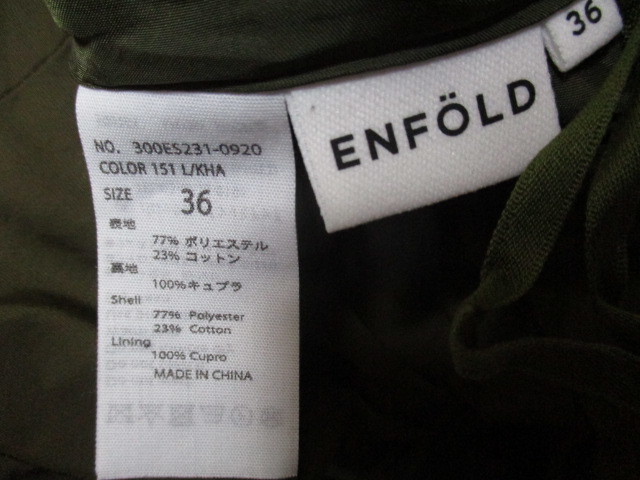 36
ENFÖLD
NO. 300ES231-0920
COLOR 151 L/KHA
SIZE 36
表地
77% ポリエステル
23% コットン
裏地
100%キュプラ
Shell
77% Polyester
23% Cotton
Lining
100% Cupro
MADE IN CHINA